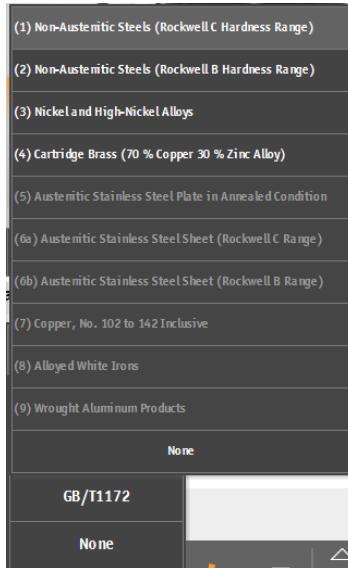 (1) Non-Austenitic Steels (Rockwell C Hardness Range)
(2) Non-Austenitic Steels (Rockwell B Hardness Range)
(3) Nickel and High-Nickel Alloys
(4) Cartridge Brass (70 % Copper 30 % Zinc Alloy)
(5) Austenitic Stainless Steel Plate in Annealed Condition
(6a) Austenitic Stainless Steel Sheet (Rockwell C Range)
(6b) Austenitic Stainless Steel Sheet (Rockwell B Range)
(7) Copper, No. 102 to 142 Inclusive
(8) Alloyed White Irons
(9) Wrought Aluminum Products
None
GB/T1172
None